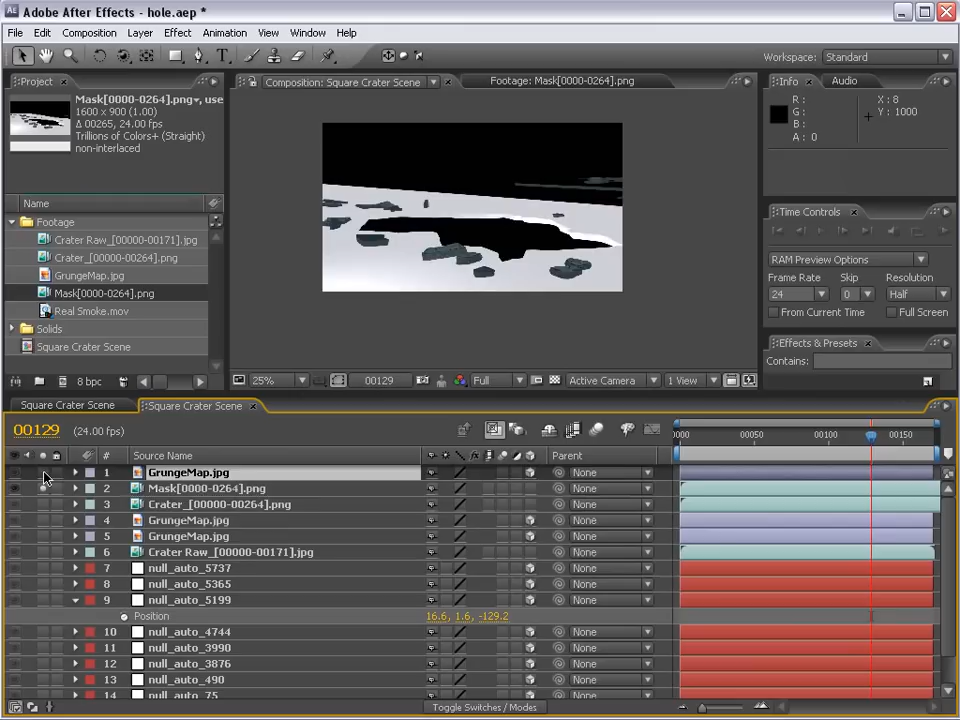 Adobe After Effects - hole.aep *
File Edit Composition Layer Effect Animation View Window Help
Workspace: Standard
Project
Mask[0000-0264].png▾, use
1600 x 900 (1.00)
Δ 00265, 24.00 fps
Trillions of Colors+ (Straight)
non-interlaced
Name
Footage
Crater Raw_[00000-00171].jpg
Crater_[00000-00264].png
GrungeMap.jpg
Mask[0000-0264].png
Real Smoke.mov
Solids
Square Crater Scene
8 bpc
Composition: Square Crater Scene
Footage: Mask[0000-0264].png
25% 00129 Full Active Camera 1 View
Info Audio
R :
G :
B :
A : 0
X : 8
Y : 1000
Time Controls
RAM Preview Options
Frame Rate Skip Resolution
24 0 Half
From Current Time Full Screen
Effects & Presets
Contains:
Square Crater Scene Square Crater Scene
00129 (24.00 fps)
# Source Name Parent
0000 00050 00100 00150
1 GrungeMap.jpg None
2 Mask[0000-0264].png None
3 Crater_[00000-00264].png None
4 GrungeMap.jpg None
5 GrungeMap.jpg None
6 Crater Raw_[00000-00171].jpg None
7 null_auto_5737 None
8 null_auto_5365 None
9 null_auto_5199 None
Position 16.6, 1.6, -129.2
10 null_auto_4744 None
11 null_auto_3990 None
12 null_auto_3876 None
13 null_auto_490 None
14 null_auto_75 None
Toggle Switches / Modes